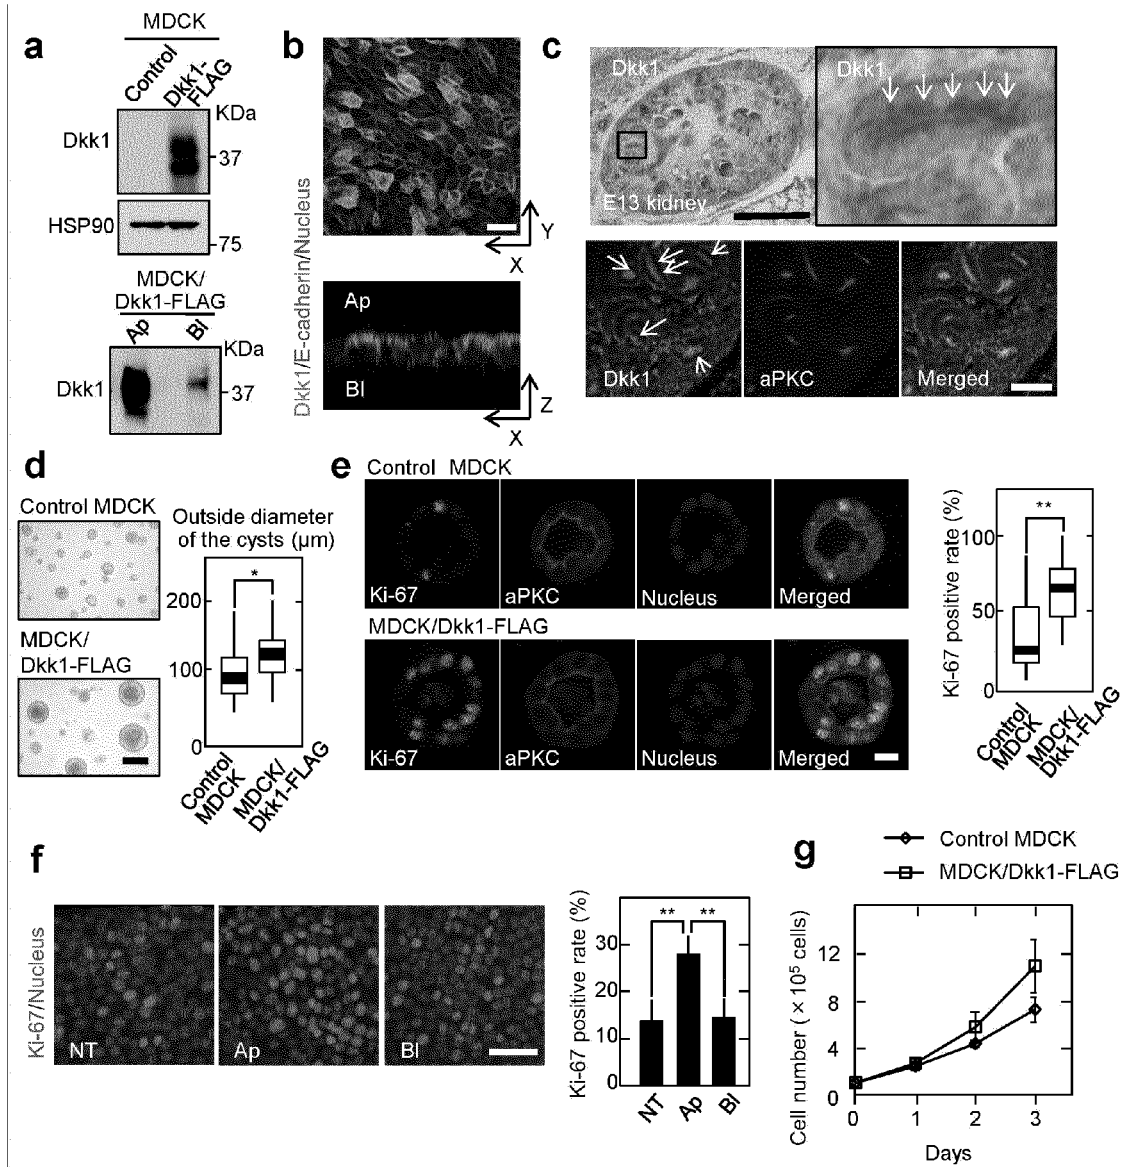 a
MDCK
Control
Dkk1-
FLAG
KDa
Dkk1
37
HSP90
75
MDCK/
Dkk1-FLAG
Ap
Bl
KDa
Dkk1
37
b
Dkk1/E-cadherin/Nucleus
Y
X
Ap
Bl
Z
X
c
Dkk1
E13 kidney
Dkk1
Dkk1
aPKC
Merged
d
Control MDCK
MDCK/
Dkk1-FLAG
Outside diameter
of the cysts (μm)
*
200
100
0
Control
MDCK
MDCK/
Dkk1-FLAG
e
Control MDCK
Ki-67
aPKC
Nucleus
Merged
MDCK/Dkk1-FLAG
Ki-67
aPKC
Nucleus
Merged
Ki-67 positive rate (%)
**
100
50
0
Control
MDCK
MDCK/
Dkk1-FLAG
f
Ki-67/Nucleus
NT
Ap
Bl
Ki-67 positive rate (%)
** **
30
20
10
0
NT
Ap
Bl
g
Control MDCK
MDCK/Dkk1-FLAG
Cell number ( × 10⁵ cells)
12
8
4
0
0 1 2 3
Days